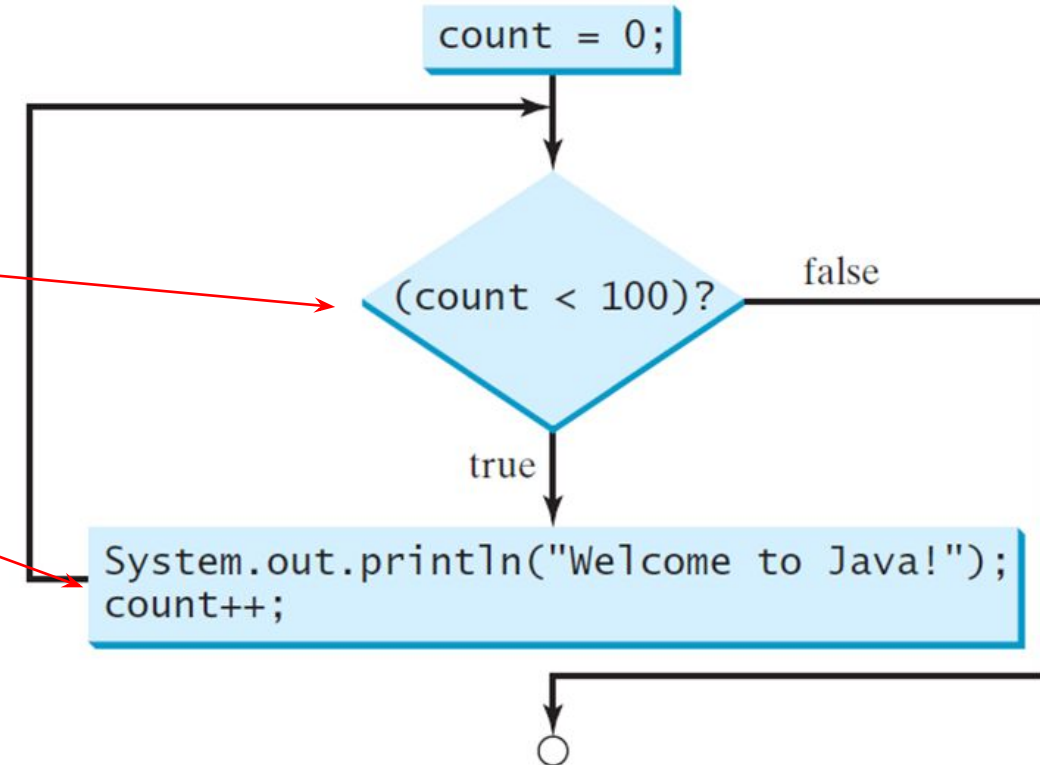 count = 0;
(count < 100)?
false
true
System.out.println("Welcome to Java!");
count++;